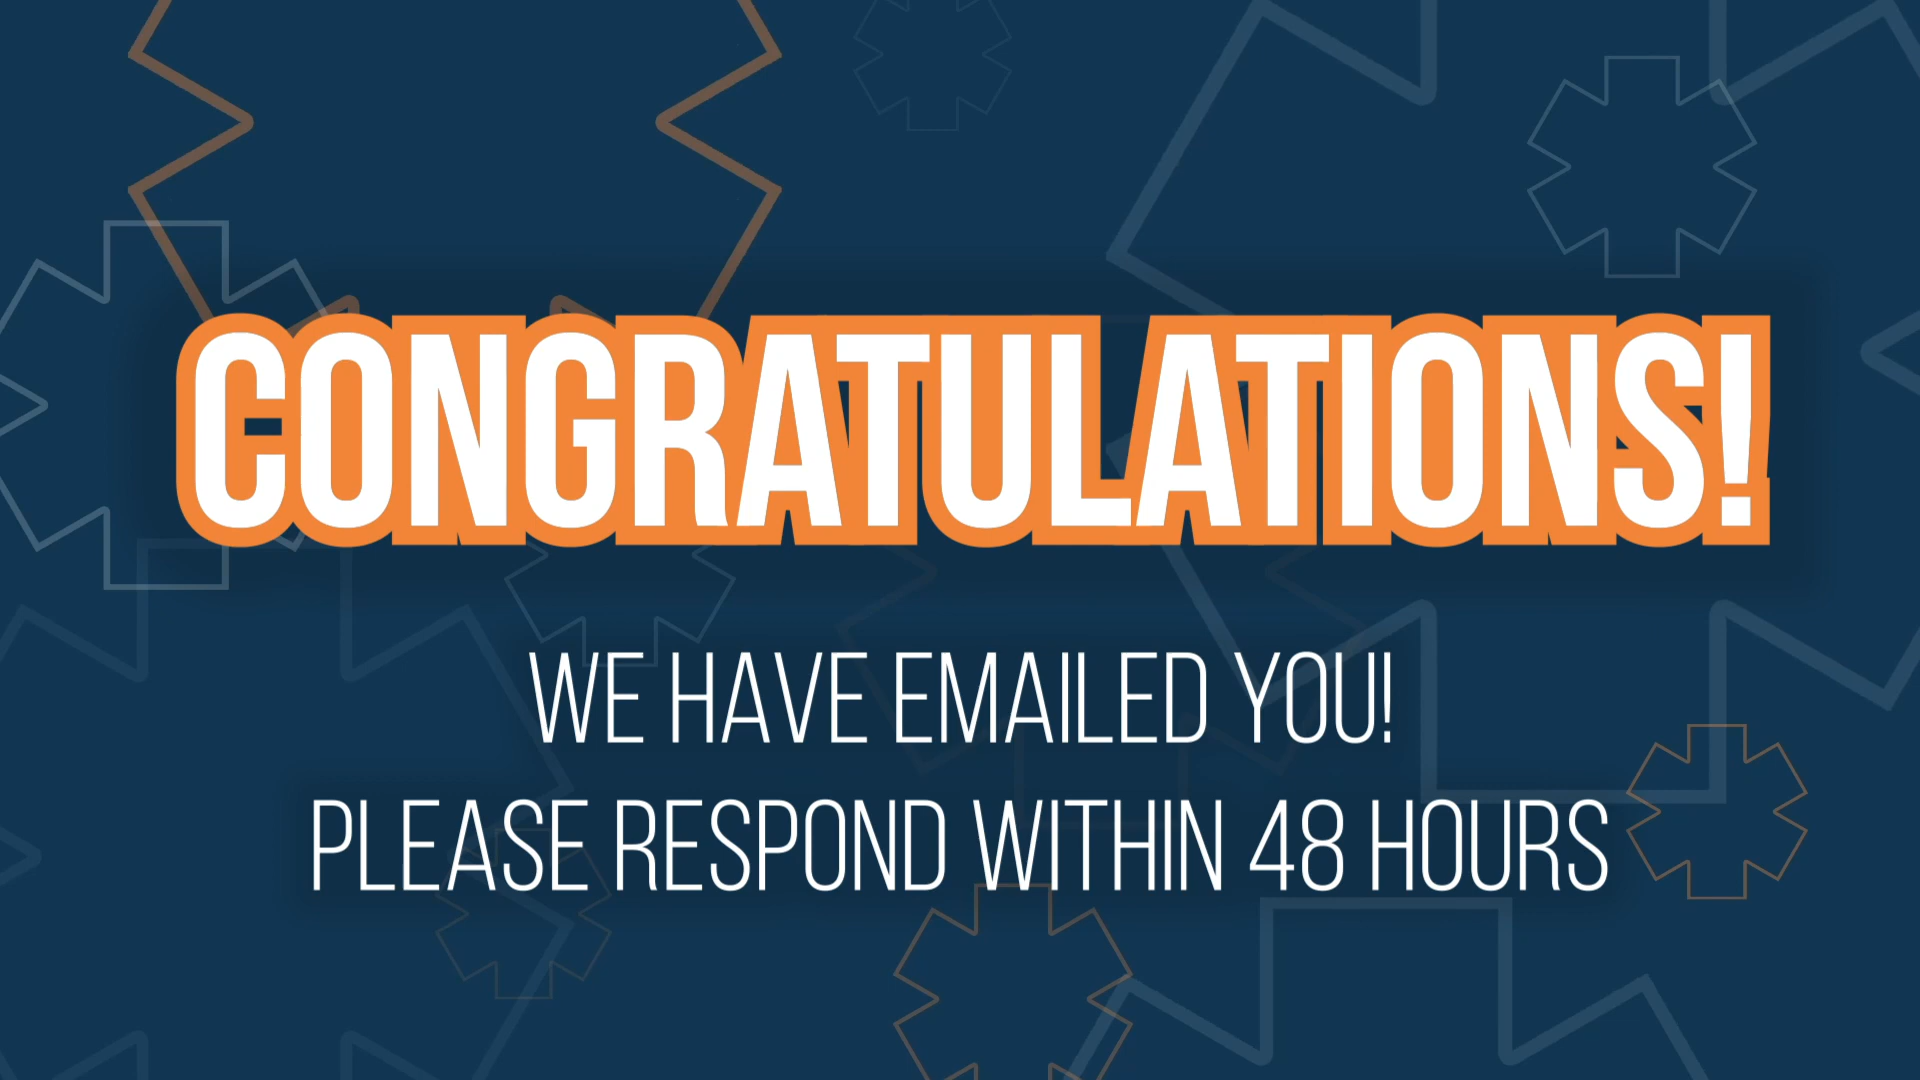 CONGRATULATIONS!
WE HAVE EMAILED YOU!
PLEASE RESPOND WITHIN 48 HOURS